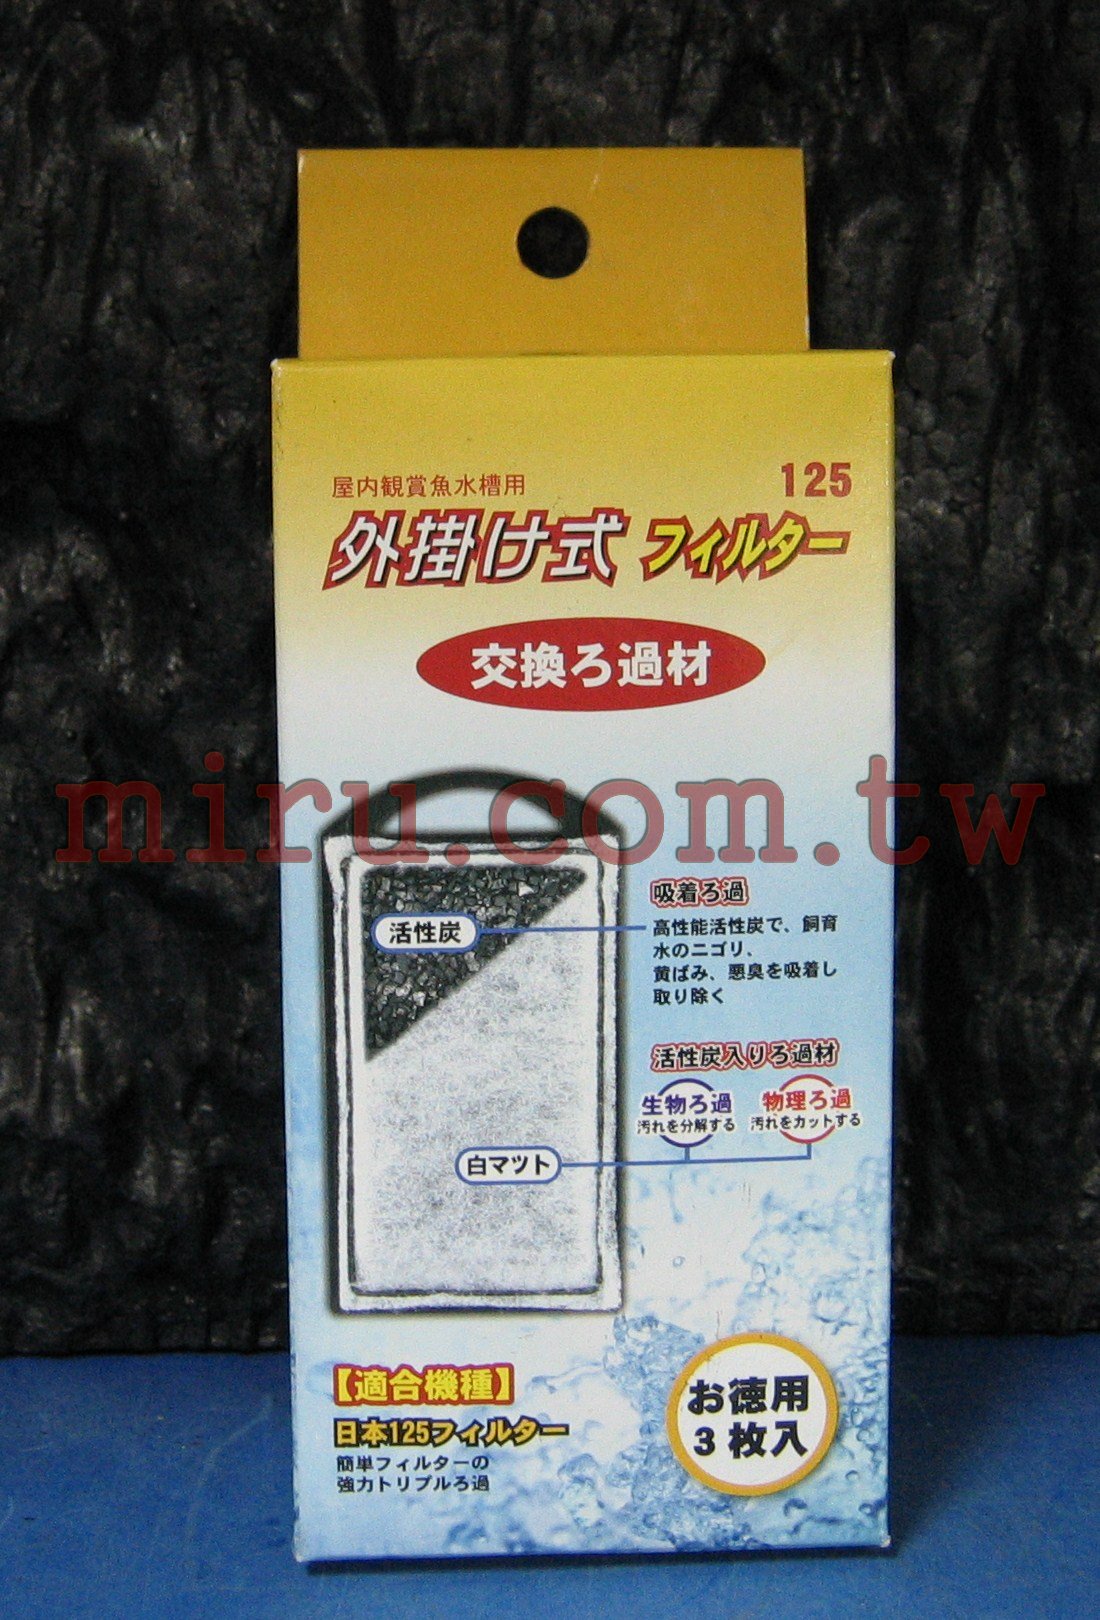 屋内観賞魚水槽用
125
外掛け式 フィルター
交換ろ過材
miru.com.tw
吸着ろ過
活性炭
高性能活性炭で、飼育
水のニゴリ、
黄ばみ、悪臭を吸着し
取り除く
活性炭入りろ過材
生物ろ過
汚れを分解する
物理ろ過
汚れをカットする
白マツト
【適合機種】
日本125フィルター
簡単フィルターの
強力トリプルろ過
お徳用
3枚入